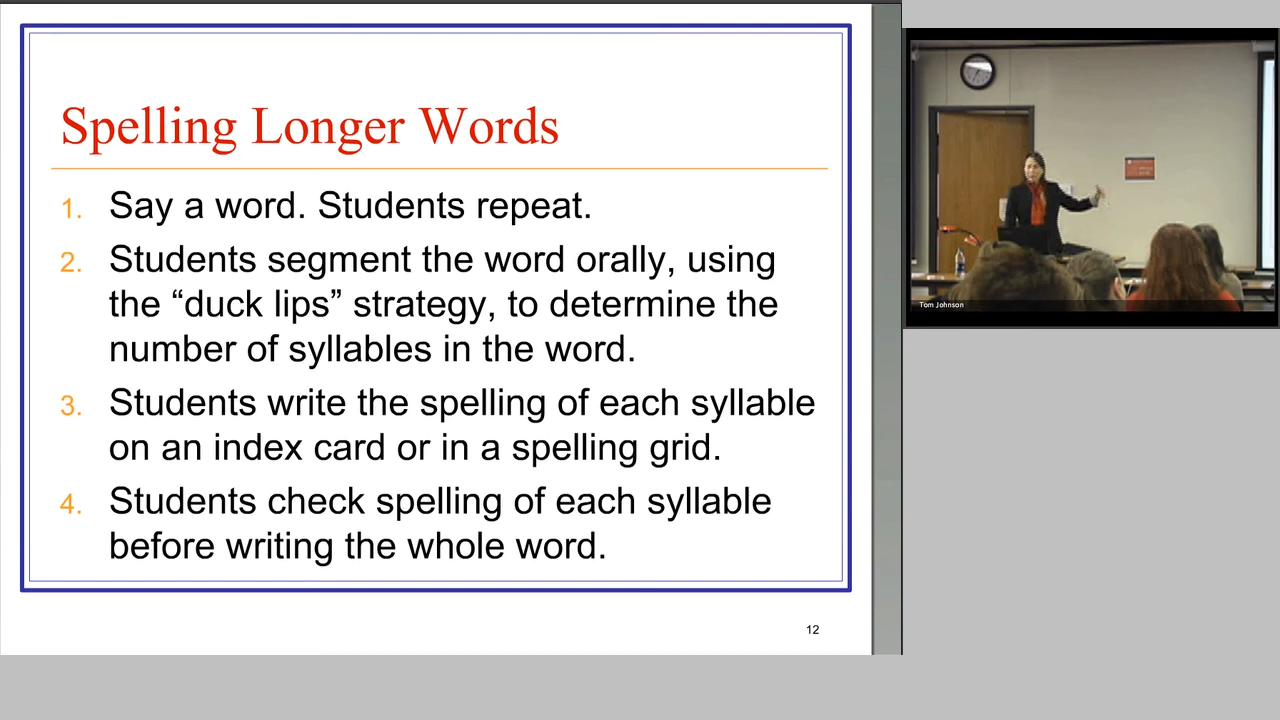 Spelling Longer Words
1. Say a word. Students repeat.
2. Students segment the word orally, using
the “duck lips” strategy, to determine the
number of syllables in the word.
3. Students write the spelling of each syllable
on an index card or in a spelling grid.
4. Students check spelling of each syllable
before writing the whole word.
12
Tom Johnson